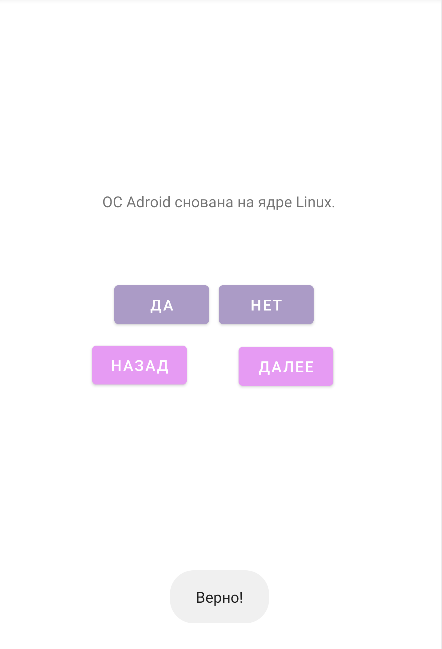 ОС Adroid снована на ядре Linux.
ДА НЕТ
НАЗАД ДАЛЕЕ
Верно!